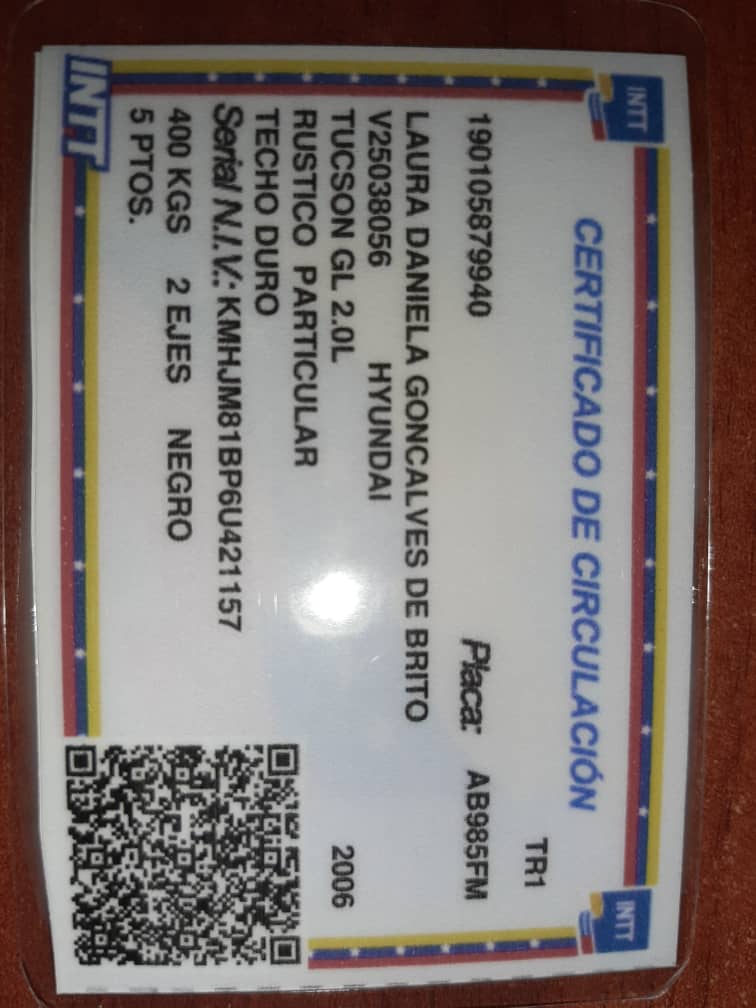 INTT
INTT
CERTIFICADO DE CIRCULACIÓN
TR1
190105879940 Placa: AB985FM
LAURA DANIELA GONCALVES DE BRITO
V25038056 HYUNDAI
TUCSON GL 2.0L 2006
RUSTICO PARTICULAR
TECHO DURO
Serial N.I.V.: KMHJM81BP6U421157
400 KGS 2 EJES NEGRO
5 PTOS.
INTT